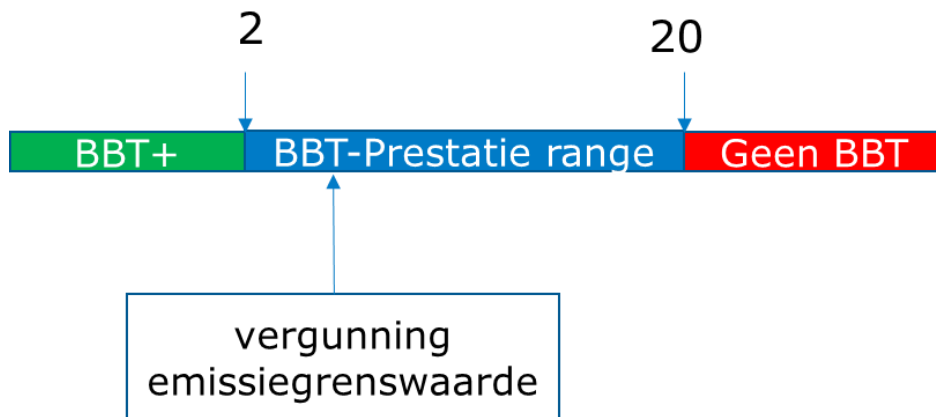 2
20
BBT+
BBT-Prestatie range
Geen BBT
vergunning
emissiegrenswaarde